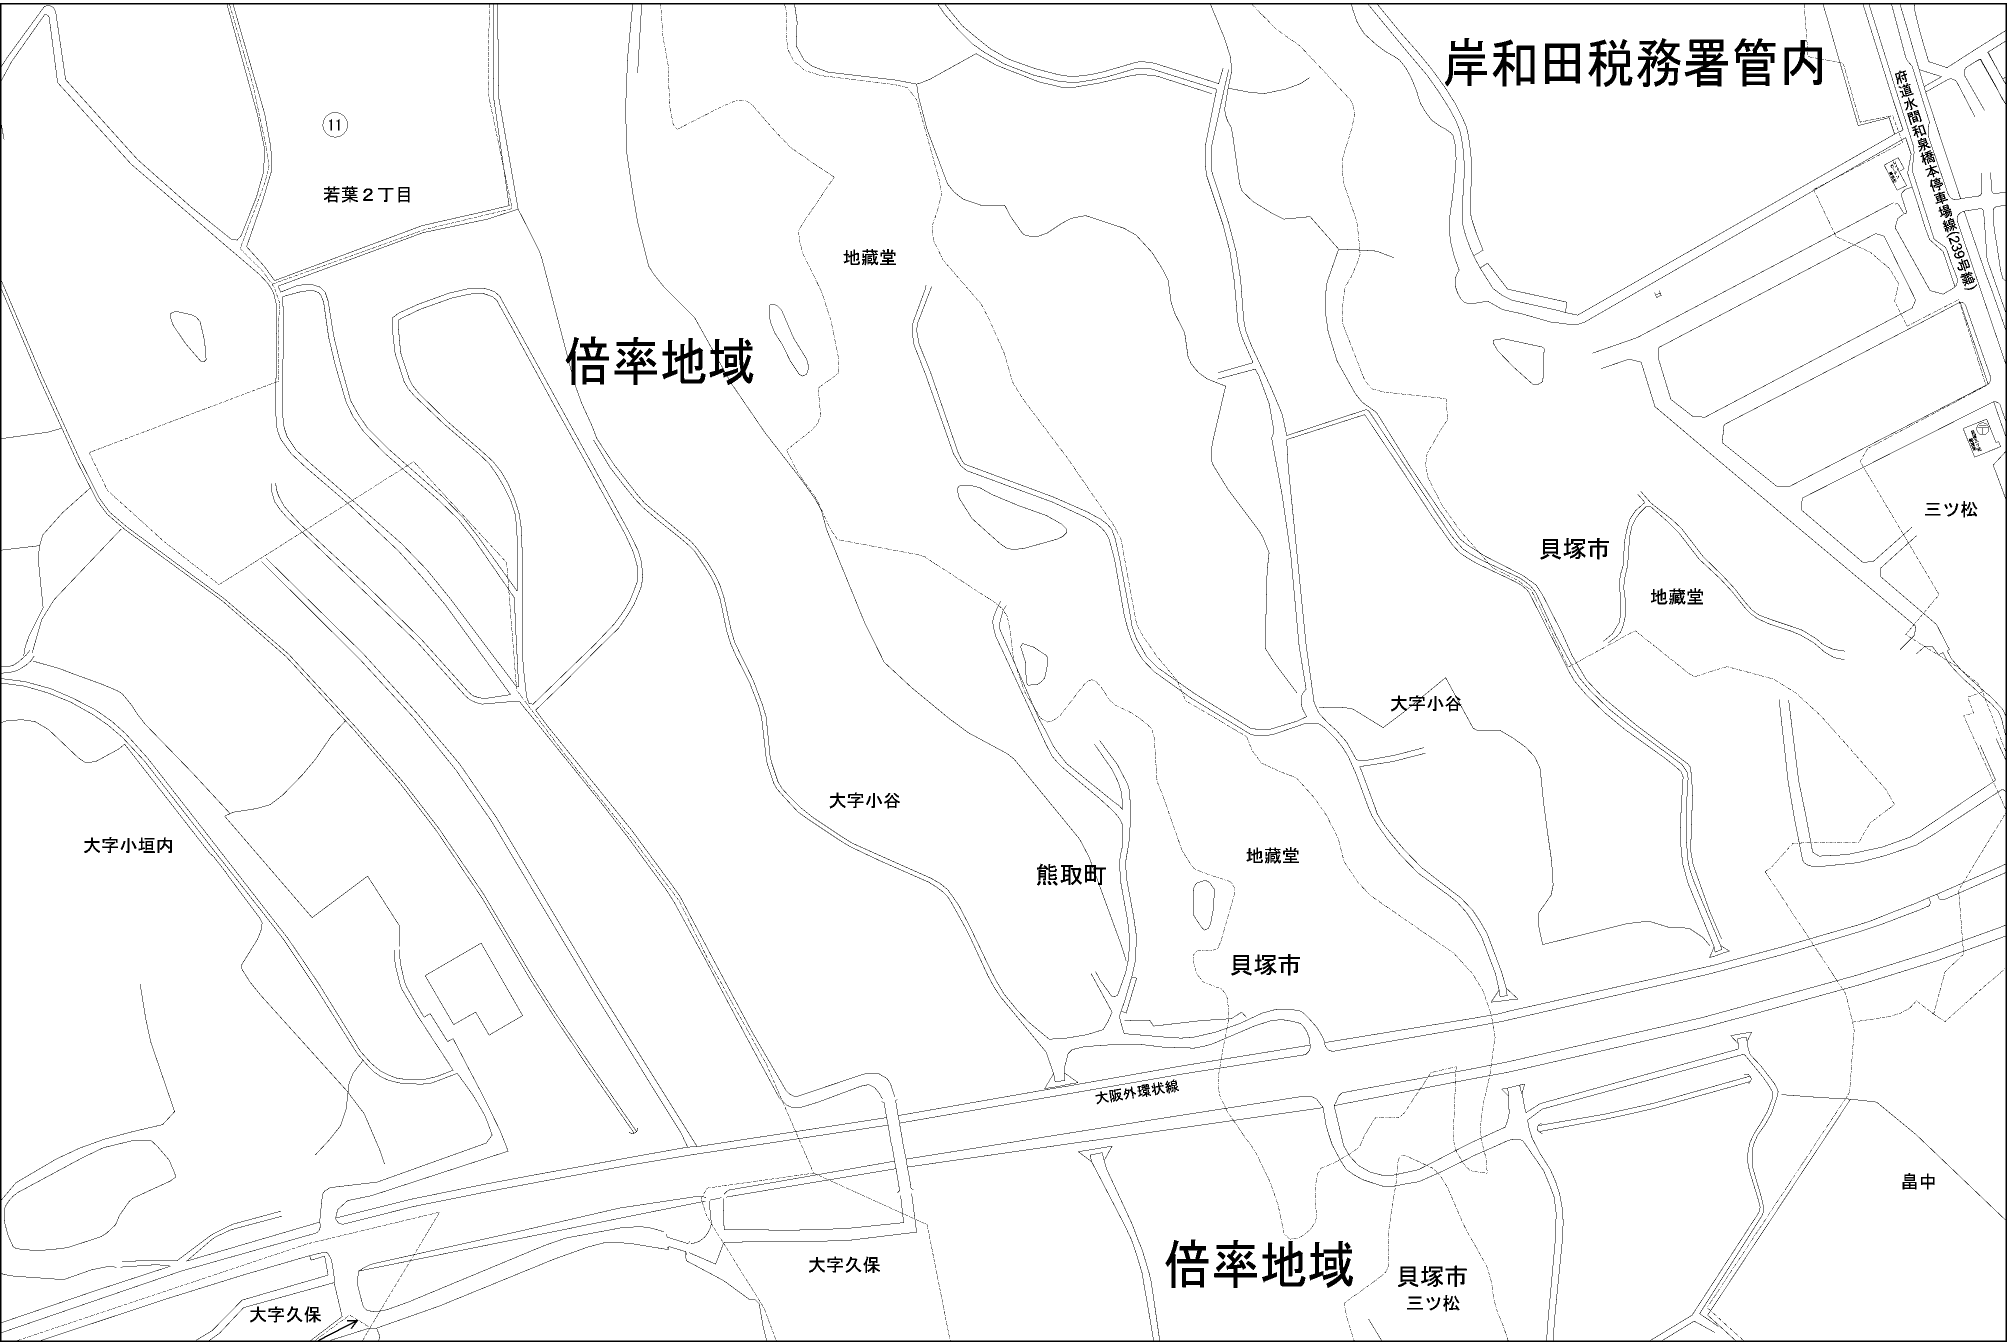 岸和田税務署管内
府道水間和泉橋本停車場線(239号線)
11
若葉2丁目
地蔵堂
倍率地域
三ツ松
貝塚市
地蔵堂
大字小谷
大字小谷
大字小垣内
地蔵堂
熊取町
貝塚市
大阪外環状線
畠中
倍率地域
大字久保
貝塚市
三ツ松
大字久保